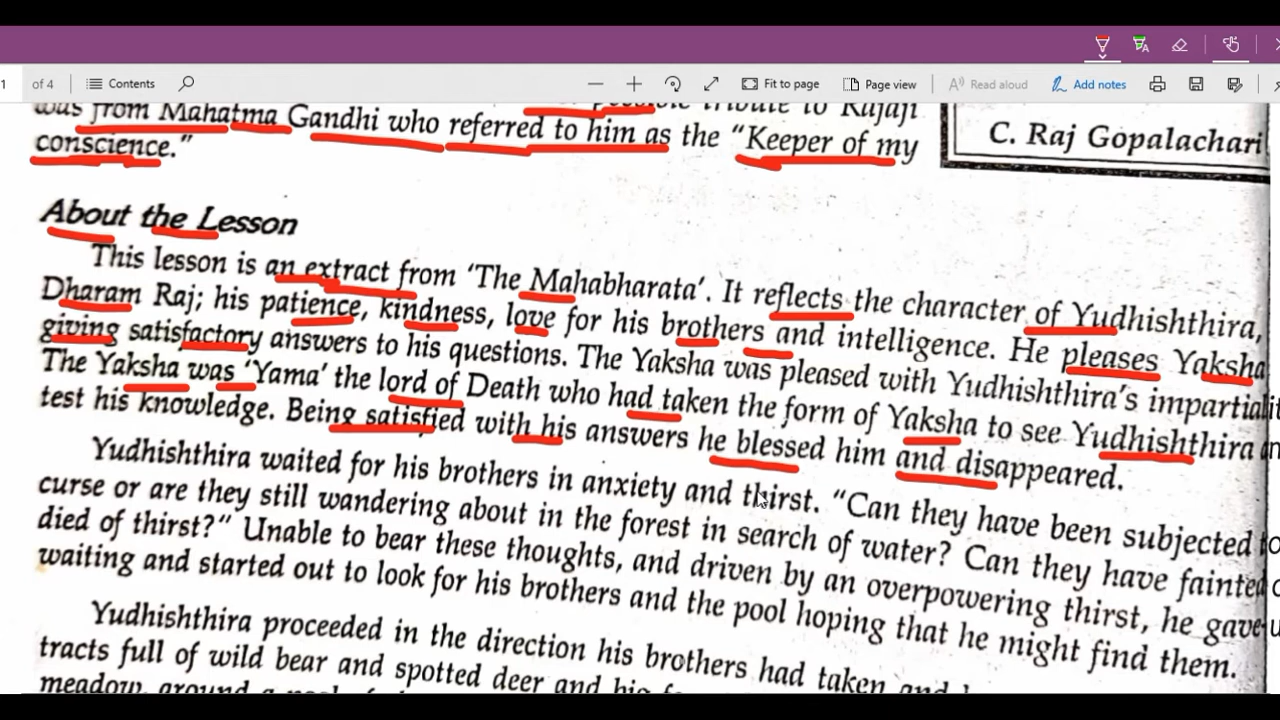 1 of 4 Contents Fit to page Page view Read aloud Add notes
was from Mahatma Gandhi who referred to him as the "Keeper of my
conscience."
C. Raj Gopalachari
About the Lesson
This lesson is an extract from 'The Mahabharata'. It reflects the character of Yudhishthira,
Dharam Raj; his patience, kindness, love for his brothers and intelligence. He pleases Yaksha
giving satisfactory answers to his questions. The Yaksha was pleased with Yudhishthira's
The Yaksha was 'Yama' the lord of Death who had taken the form of Yaksha to see Yudhishthira
test his knowledge. Being satisfied with his answers he blessed him and disappeared.
Yudhishthira waited for his brothers in anxiety and thirst. "Can they have been subjected
curse or are they still wandering about in the forest in search of water? Can they have fainted
died of thirst?" Unable to bear these thoughts, and driven by an overpowering thirst, he gave
waiting and started out to look for his brothers and the pool hoping that he might find them.
Yudhishthira proceeded in the direction his brothers had taken
tracts full of wild bear and spotted deer and
meadow, around a